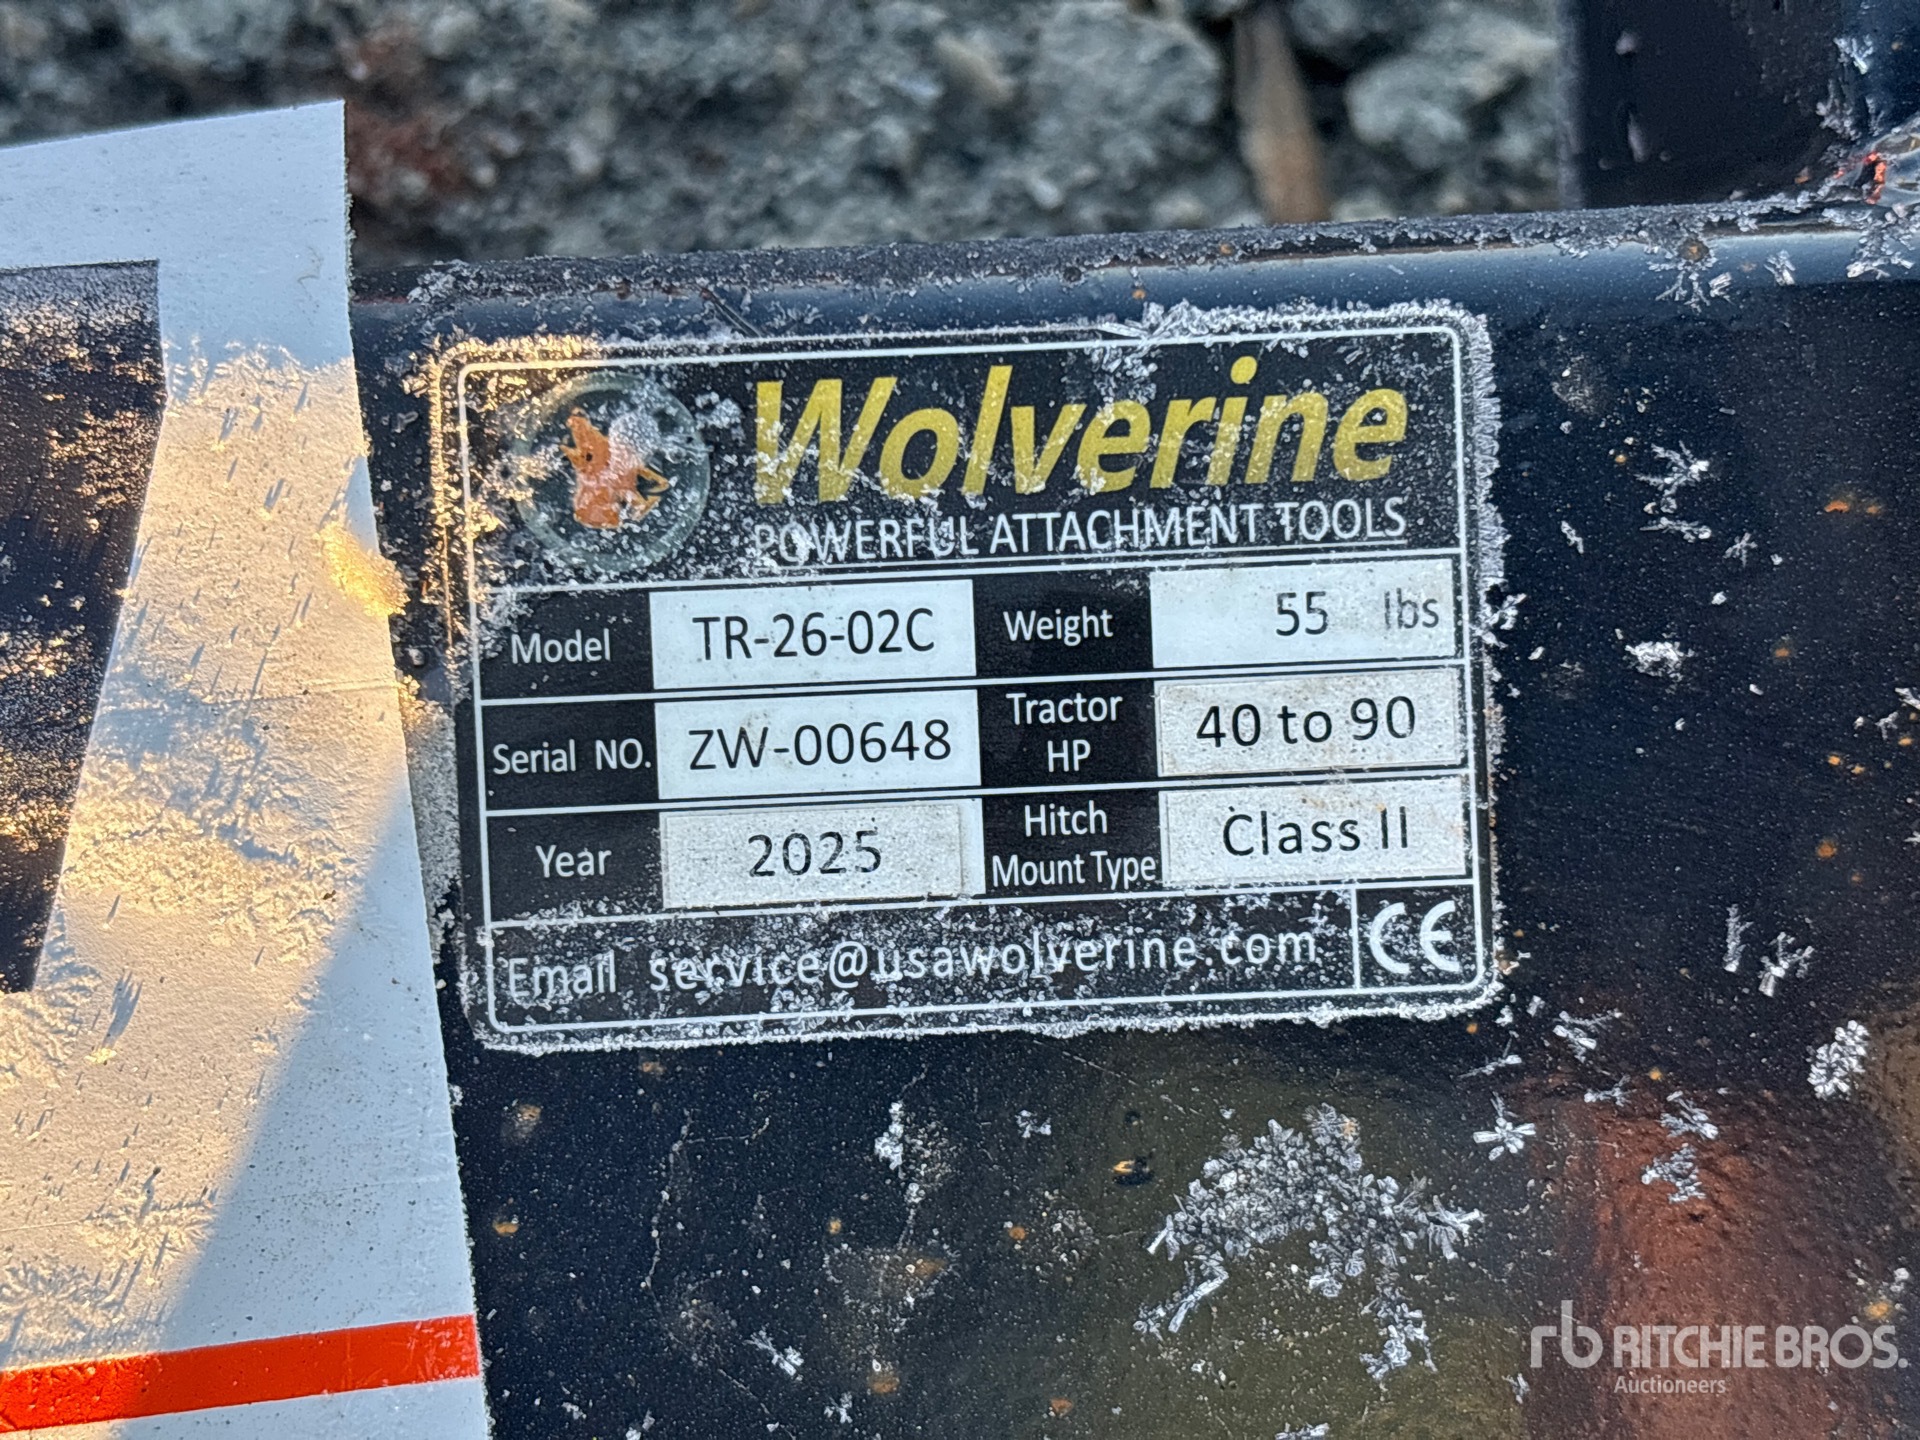 Wolverine
POWERFUL ATTACHMENT TOOLS
Model TR-26-02C Weight 55 lbs
Serial NO. ZW-00648 Tractor HP 40 to 90
Year 2025 Hitch Mount Type Class II
Email service@usawolverine.com CE
rb RITCHIE BROS.
Auctioneers